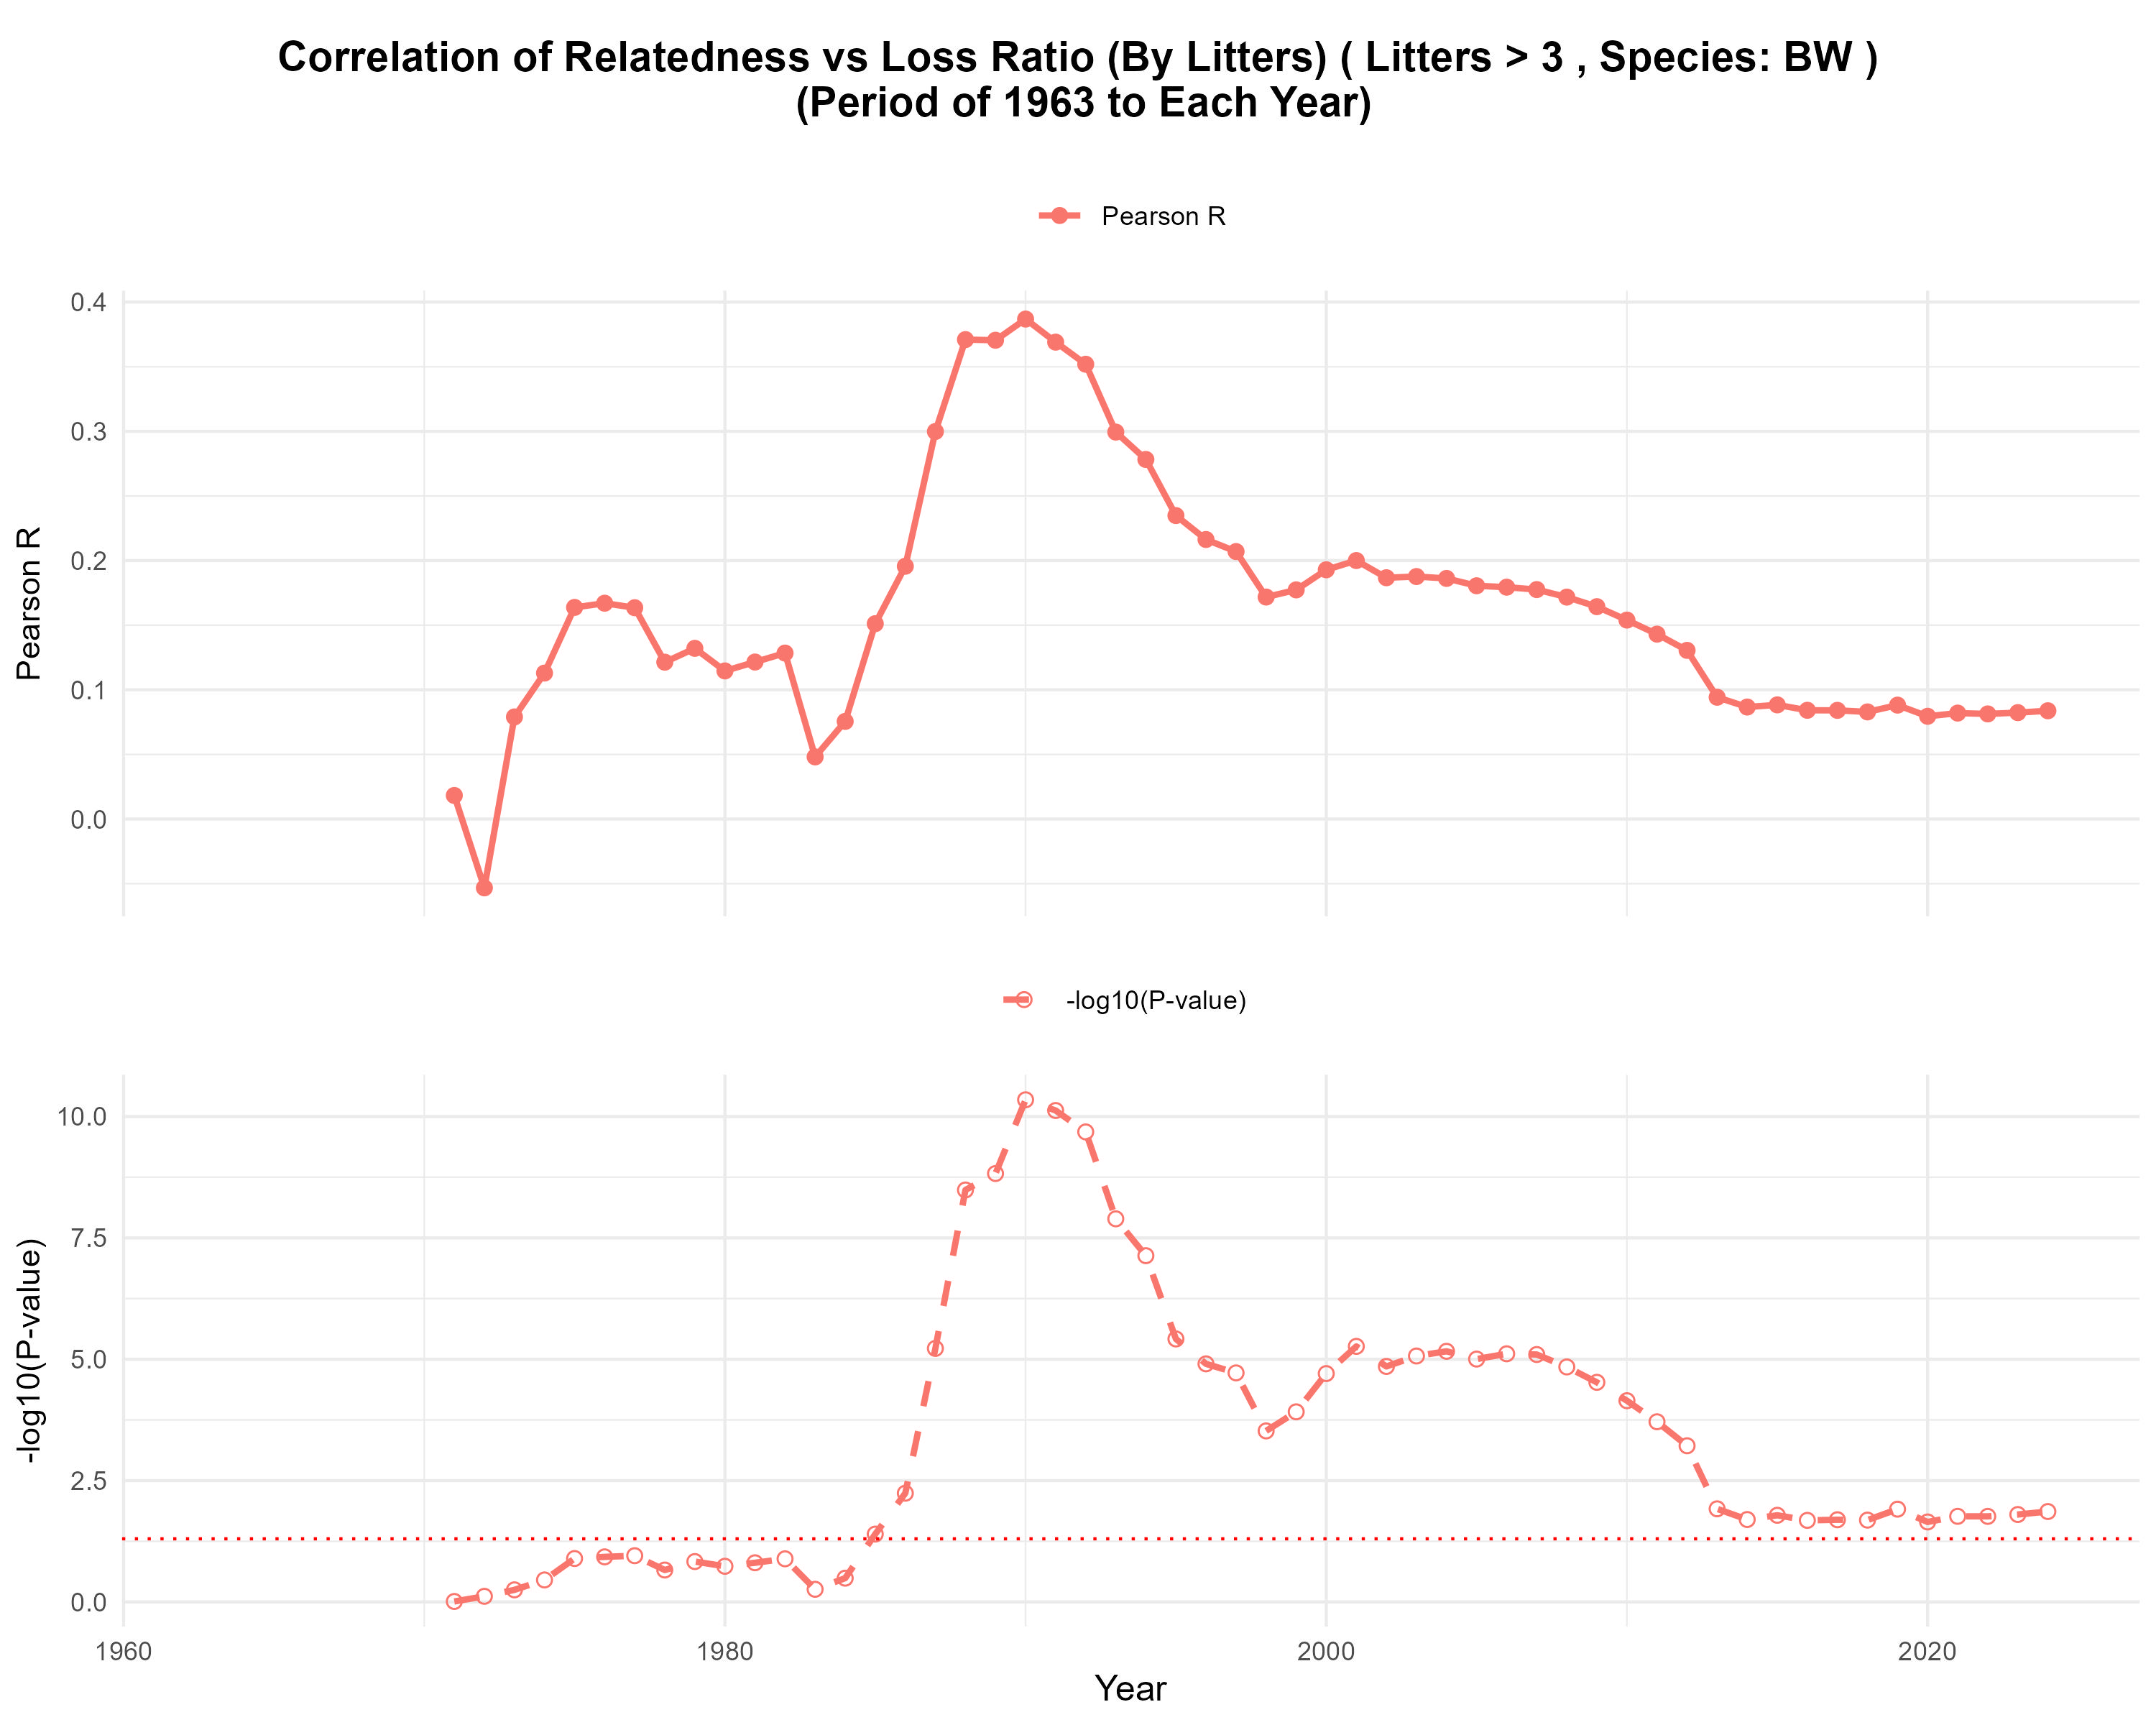 Correlation of Relatedness vs Loss Ratio (By Litters) ( Litters > 3 , Species: BW )
(Period of 1963 to Each Year)
Pearson R
0.4
0.3
0.2
0.1
0.0
Pearson R
-log10(P-value)
10.0
7.5
5.0
2.5
0.0
-log10(P-value)
1960 1980 2000 2020
Year